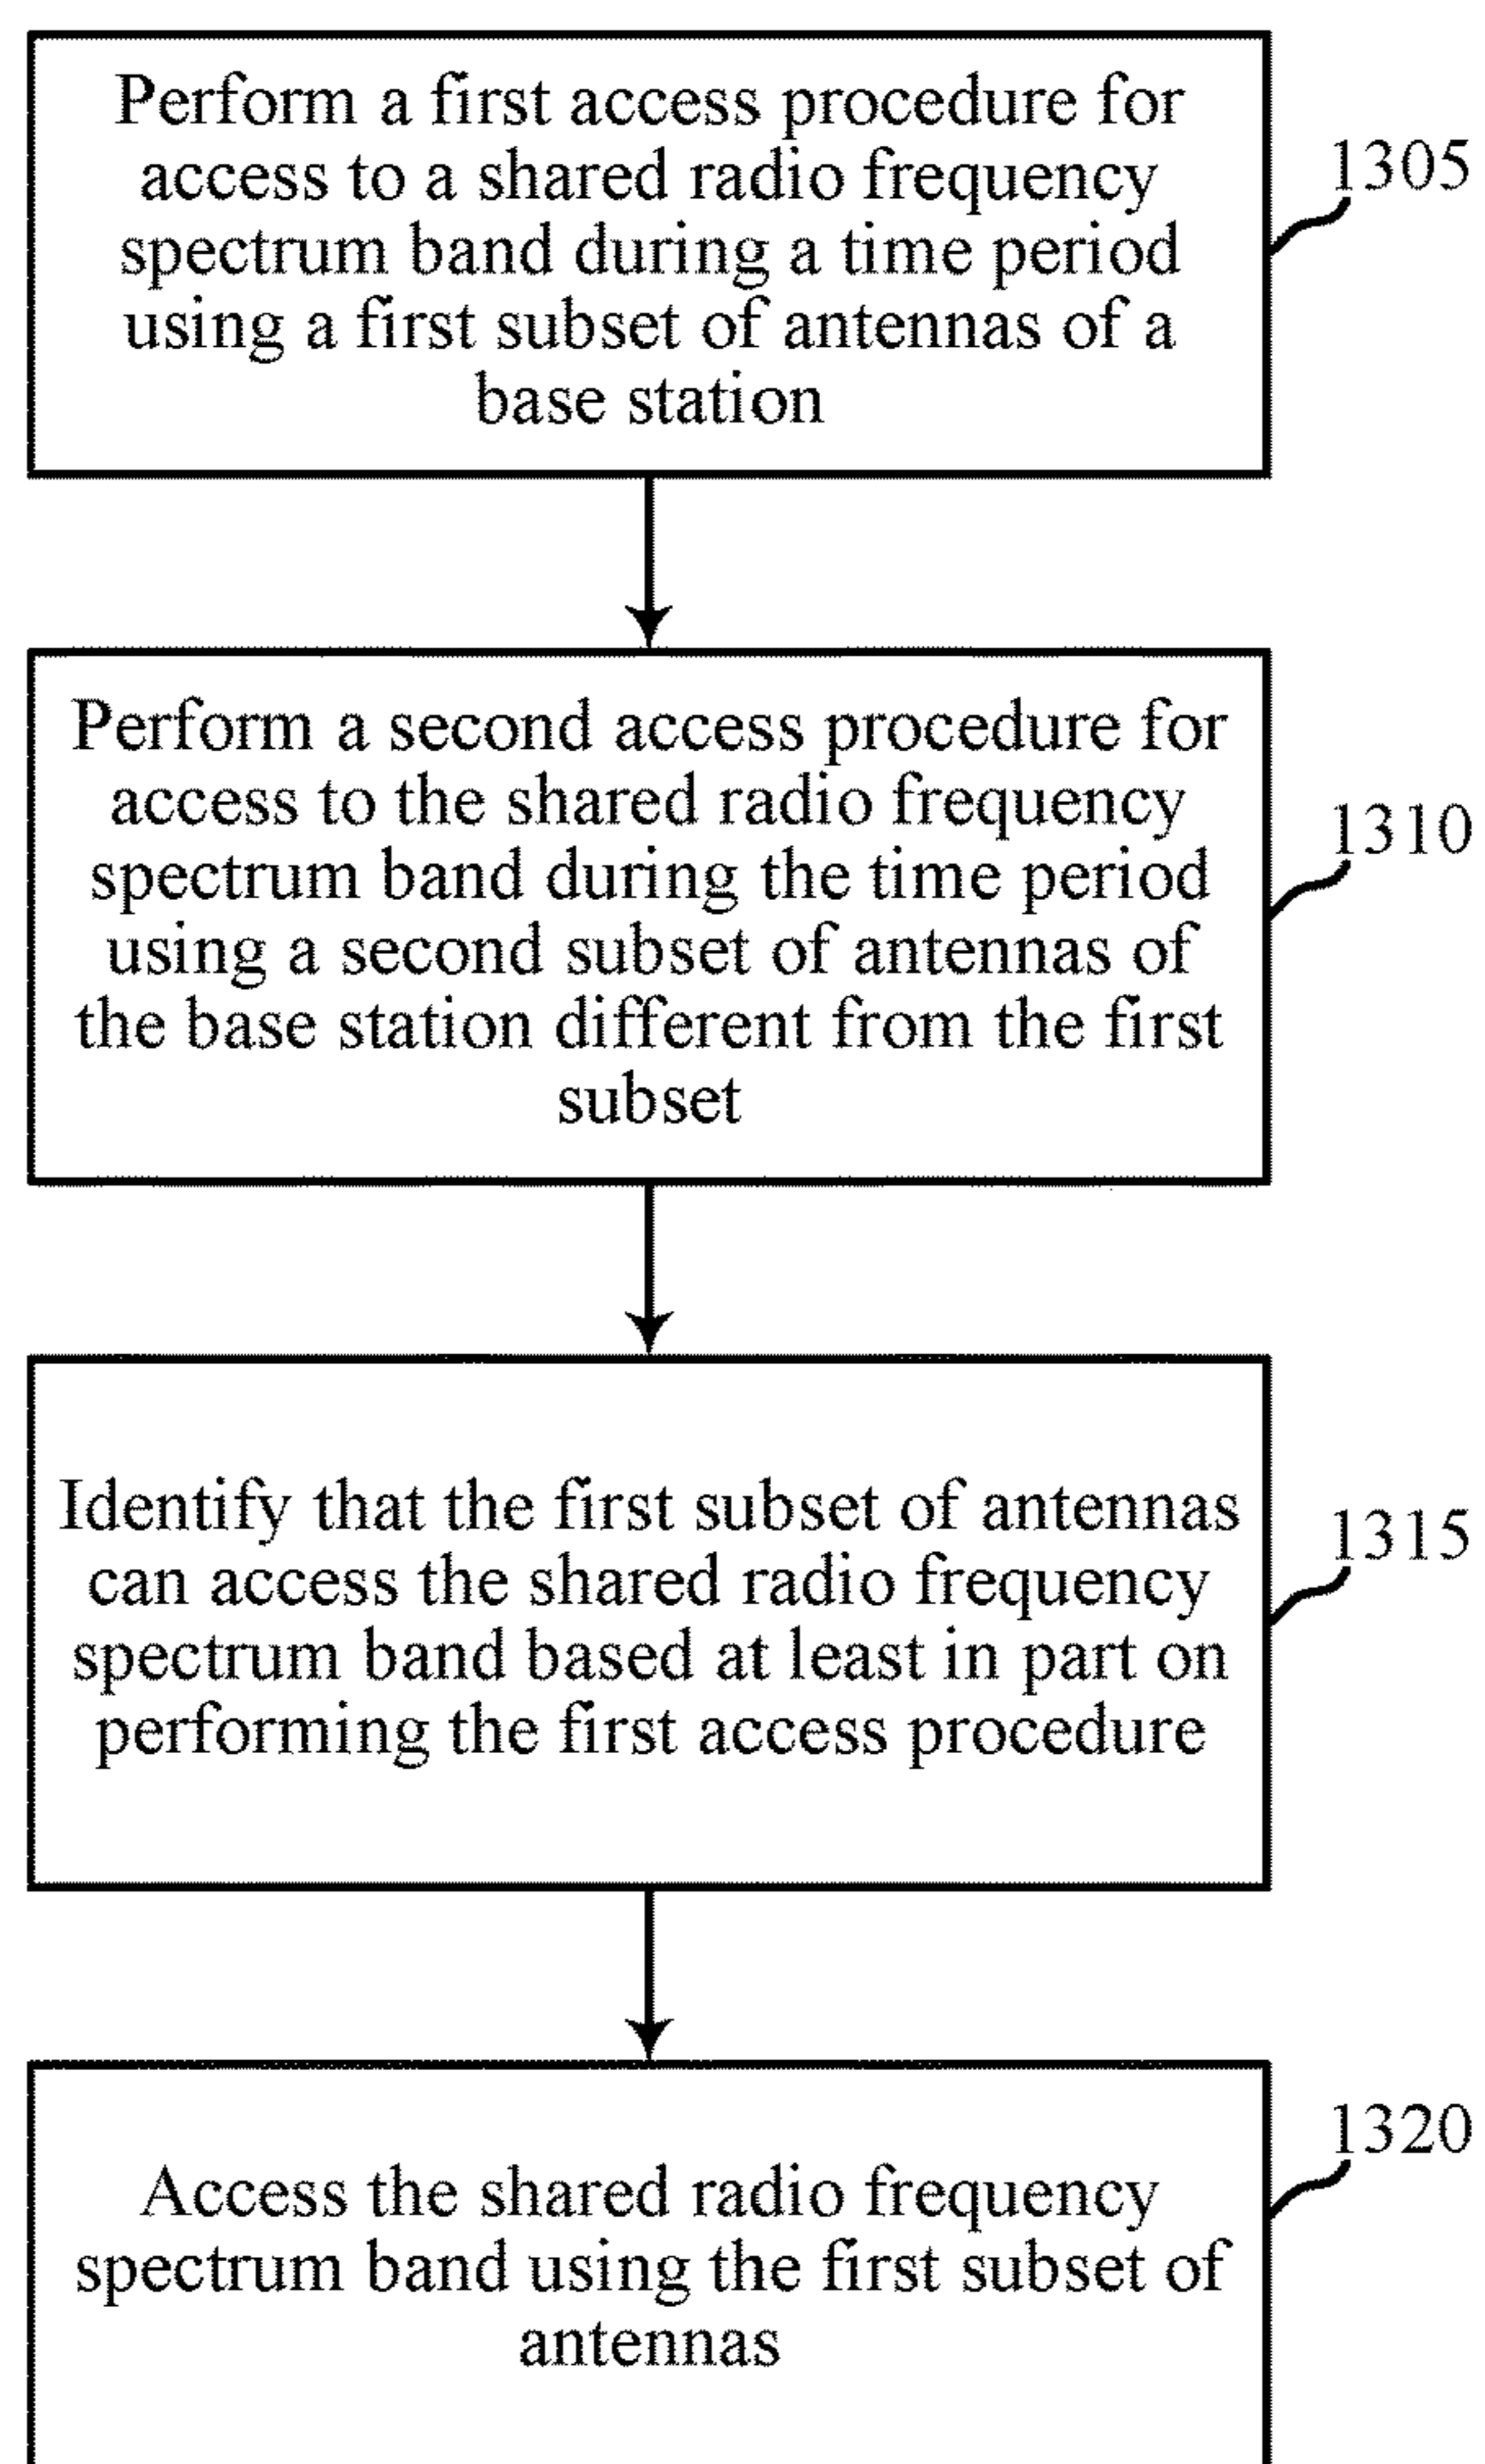 Perform a first access procedure for
access to a shared radio frequency
spectrum band during a time period
using a first subset of antennas of a
base station
1305
Perform a second access procedure for
access to the shared radio frequency
spectrum band during the time period
using a second subset of antennas of
the base station different from the first
subset
1310
Identify that the first subset of antennas
can access the shared radio frequency
spectrum band based at least in part on
performing the first access procedure
1315
Access the shared radio frequency
spectrum band using the first subset of
antennas
1320